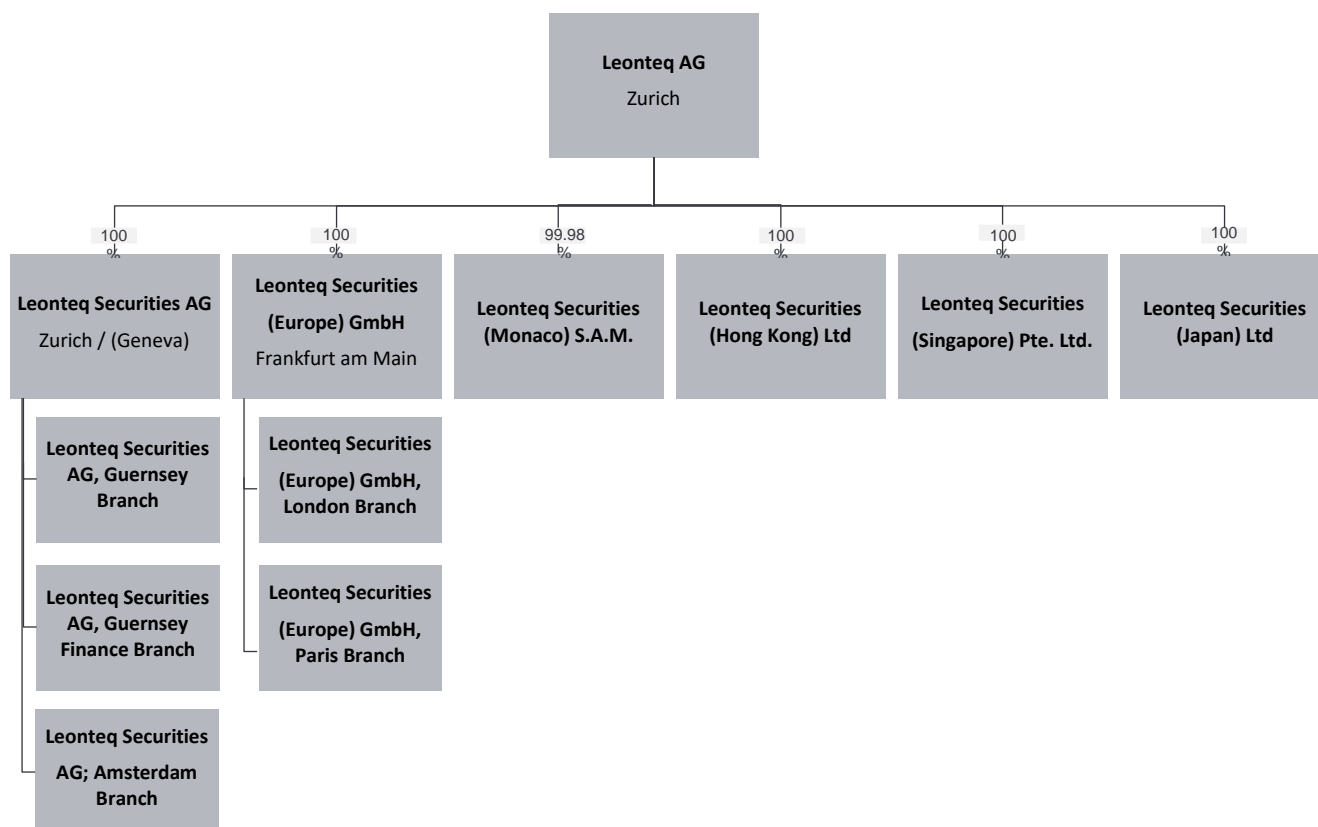 Leonteq AG
Zurich
100
%
100
%
99.98
%
100
%
100
%
100
%
Leonteq Securities AG
Zurich / (Geneva)
Leonteq Securities
(Europe) GmbH
Frankfurt am Main
Leonteq Securities
(Monaco) S.A.M.
Leonteq Securities
(Hong Kong) Ltd
Leonteq Securities
(Singapore) Pte. Ltd.
Leonteq Securities
(Japan) Ltd
Leonteq Securities
AG, Guernsey
Branch
Leonteq Securities
(Europe) GmbH,
London Branch
Leonteq Securities
AG, Guernsey
Finance Branch
Leonteq Securities
(Europe) GmbH,
Paris Branch
Leonteq Securities
AG; Amsterdam
Branch